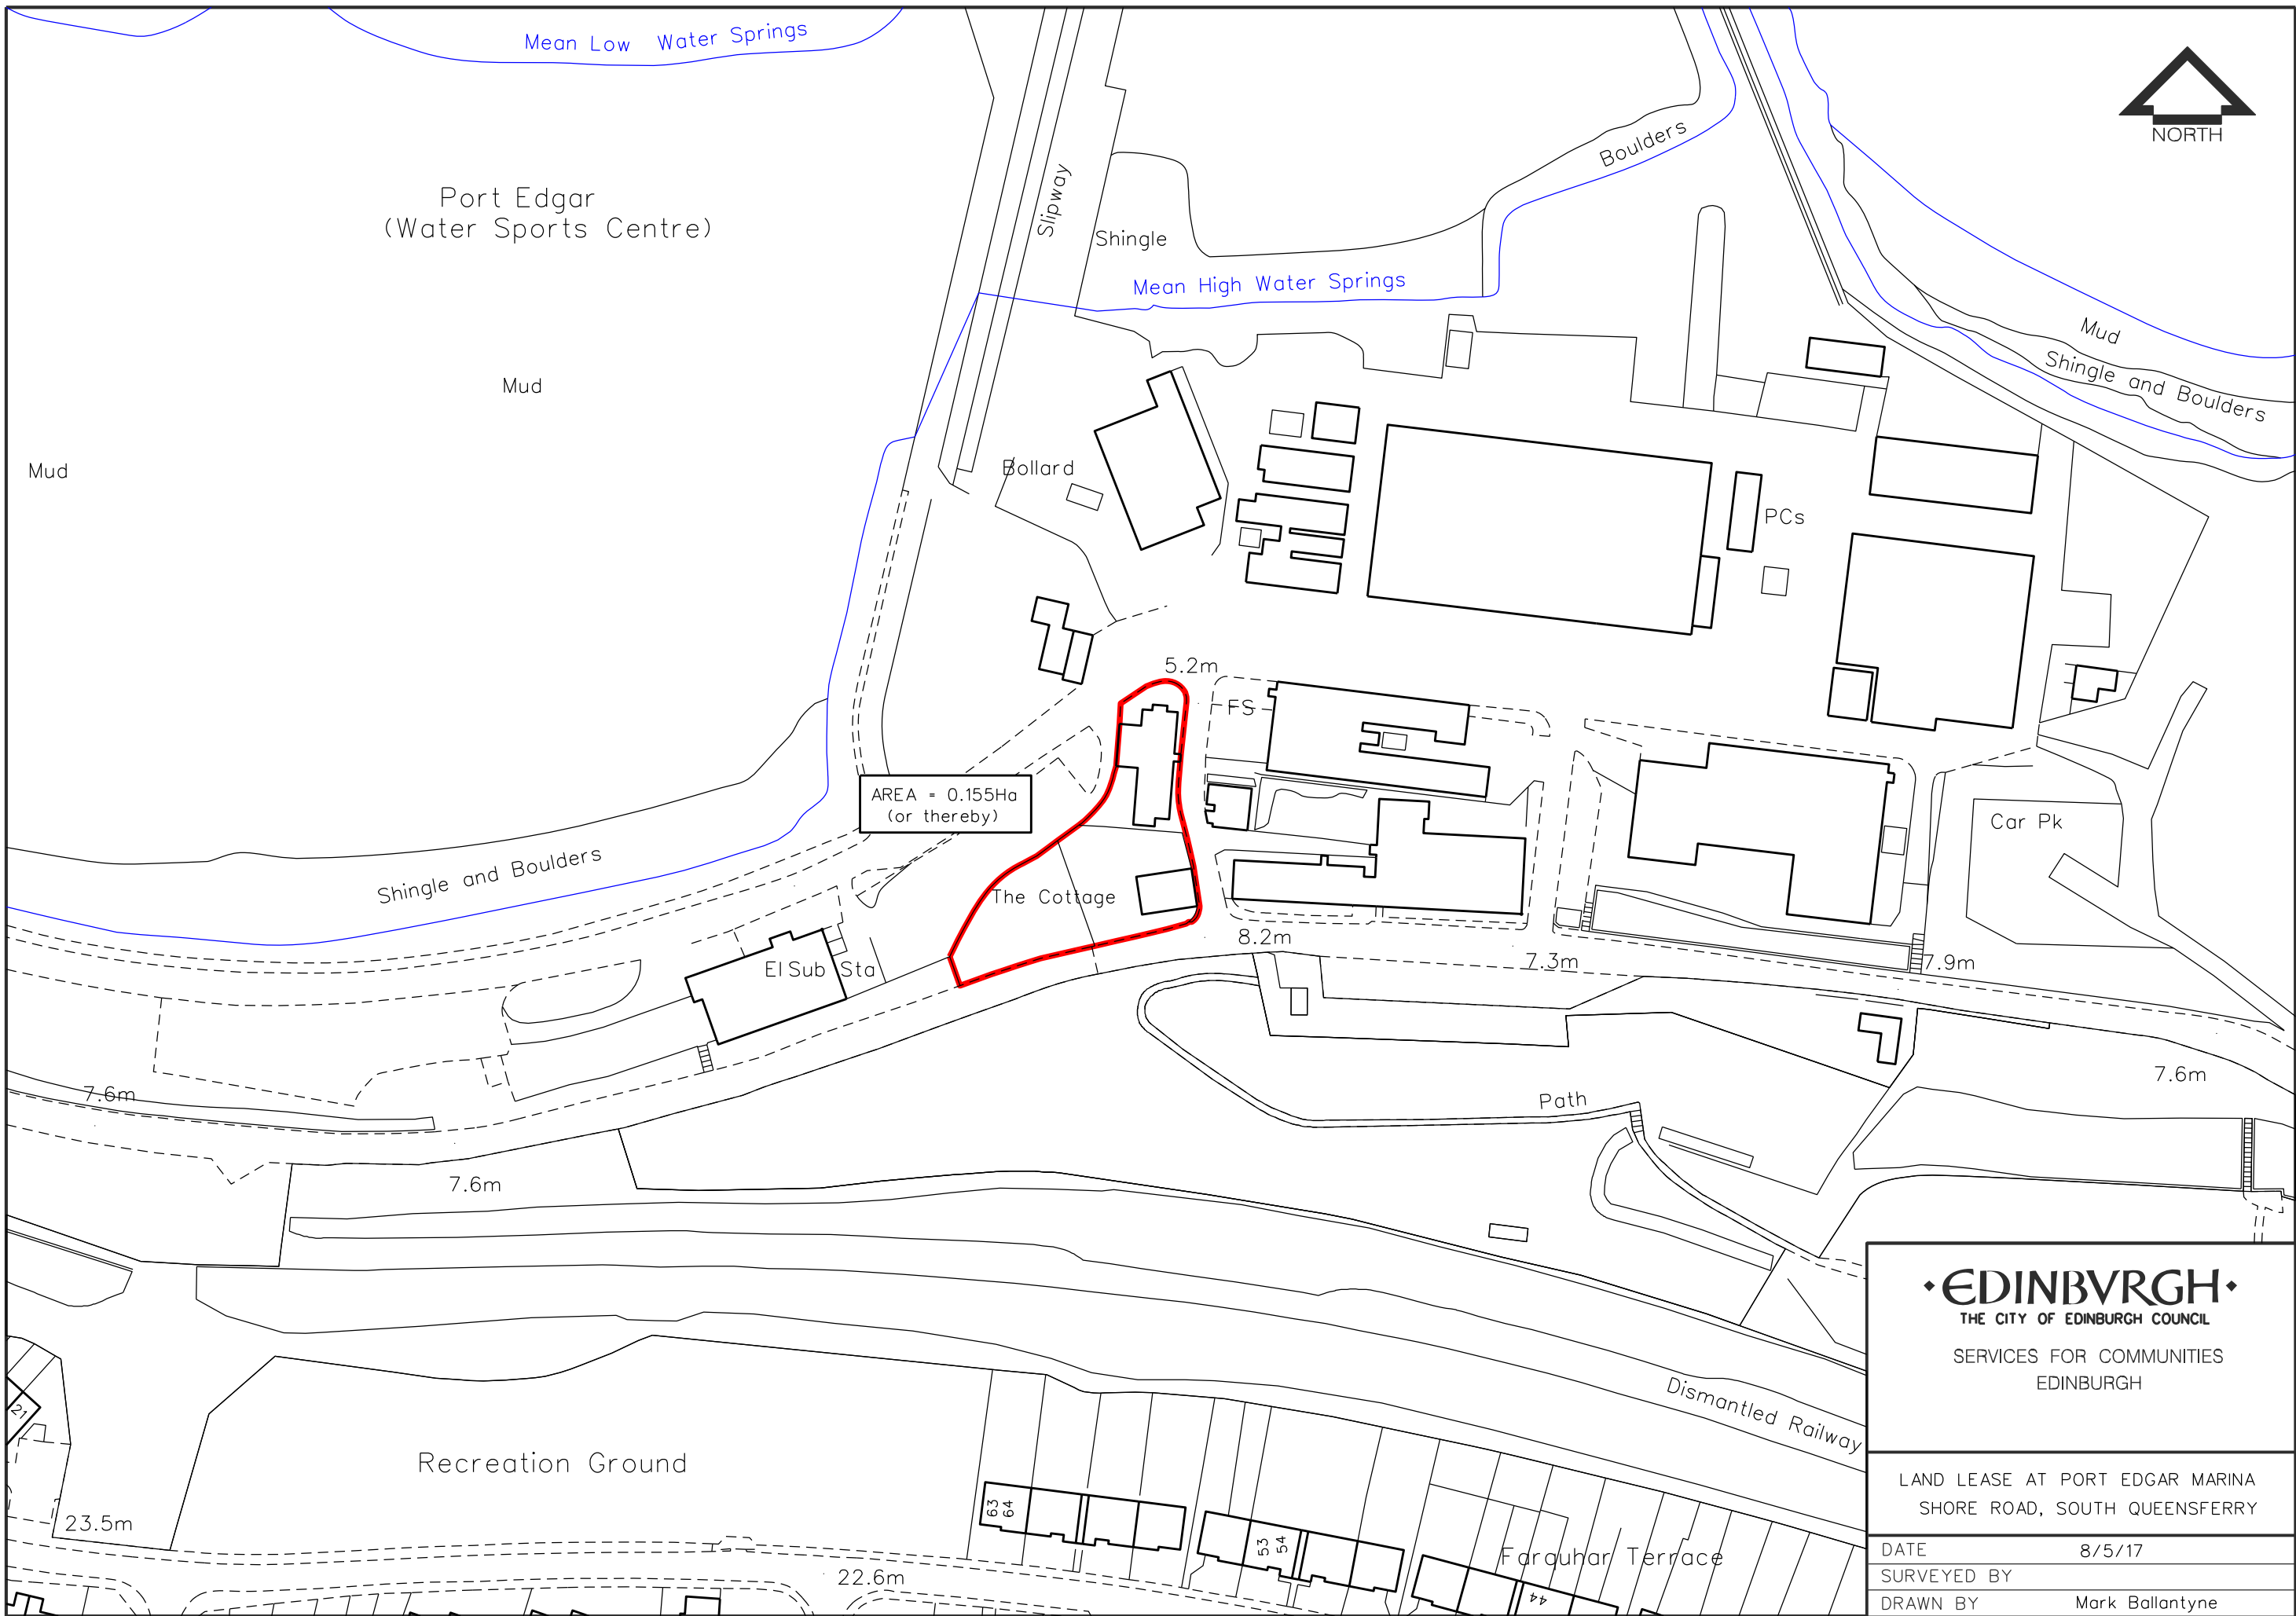 Mean Low Water Springs
NORTH
Port Edgar
(Water Sports Centre)
Slipway
Boulders
Shingle
Mean High Water Springs
Mud
Mud
Mud
Shingle and Boulders
Bollard
PCs
5.2m
FS
AREA = 0.155Ha
(or thereby)
Car Pk
Shingle and Boulders
The Cottage
8.2m
El Sub Sta
7.3m
7.9m
7.6m
7.6m
Path
7.6m
•EDINBVRGH•
THE CITY OF EDINBURGH COUNCIL
SERVICES FOR COMMUNITIES
EDINBURGH
Dismantled Railway
21
Recreation Ground
LAND LEASE AT PORT EDGAR MARINA
SHORE ROAD, SOUTH QUEENSFERRY
63
64
23.5m
53
54
Farquhar Terrace
22.6m
44
DATE 8/5/17
SURVEYED BY
DRAWN BY Mark Ballantyne